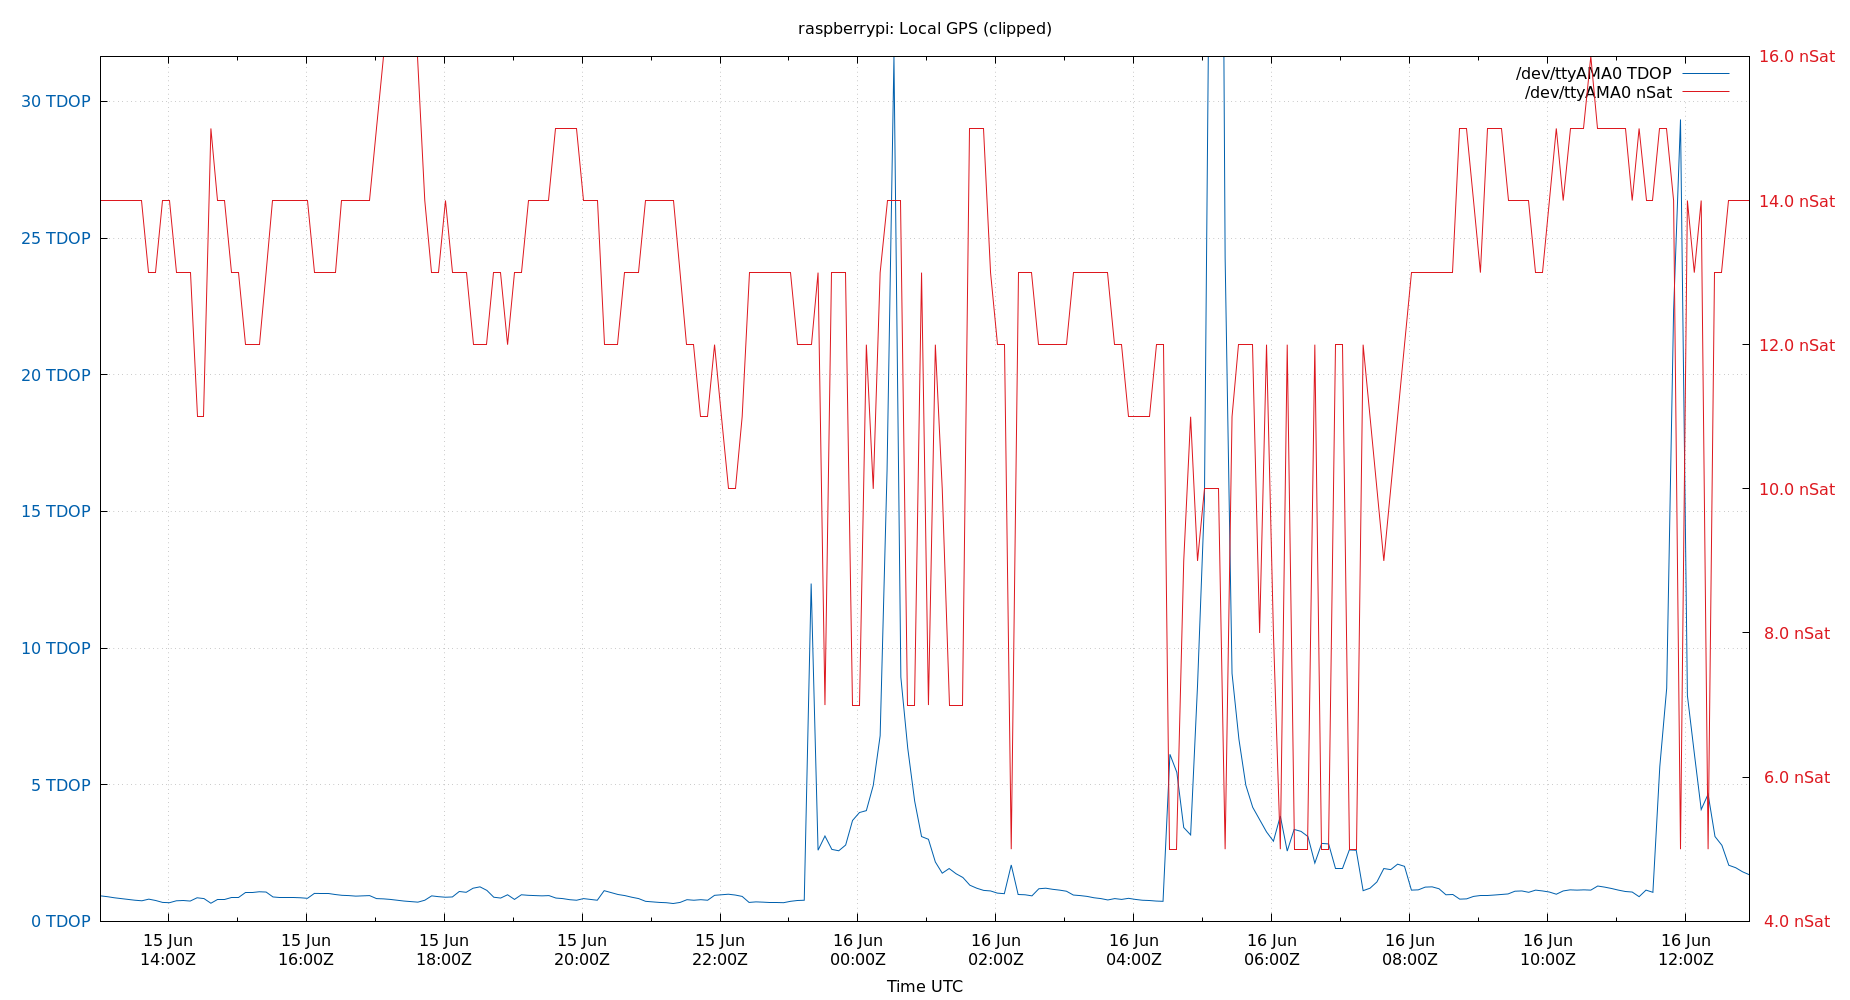 raspberrypi: Local GPS (clipped)
/dev/ttyAMA0 TDOP
/dev/ttyAMA0 nSat
30 TDOP
25 TDOP
20 TDOP
15 TDOP
10 TDOP
5 TDOP
0 TDOP
16.0 nSat
14.0 nSat
12.0 nSat
10.0 nSat
8.0 nSat
6.0 nSat
4.0 nSat
15 Jun
14:00Z
15 Jun
16:00Z
15 Jun
18:00Z
15 Jun
20:00Z
15 Jun
22:00Z
16 Jun
00:00Z
16 Jun
02:00Z
16 Jun
04:00Z
16 Jun
06:00Z
16 Jun
08:00Z
16 Jun
10:00Z
16 Jun
12:00Z
Time UTC